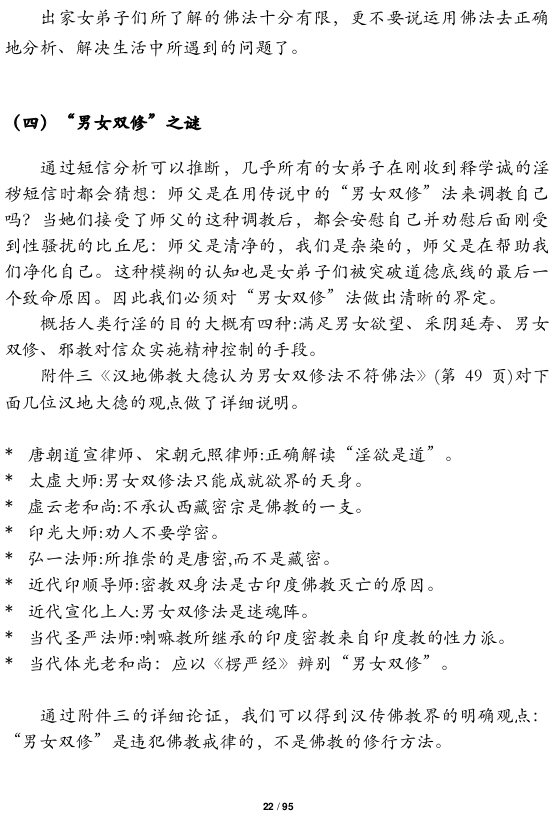 出家女弟子们所了解的佛法十分有限，更不要说运用佛法去正确
地分析、解决生活中所遇到的问题了。
（四）“男女双修”之谜
通过短信分析可以推断，几乎所有的女弟子在刚收到释学诚的淫
秽短信时都会猜想：师父是在用传说中的“男女双修”法来调教自己
吗？当她们接受了师父的这种调教后，都会安慰自己并劝慰后面刚受
到性骚扰的比丘尼：师父是清净的，我们是杂染的，师父是在帮助我
们净化自己。这种模糊的认知也是女弟子们被突破道德底线的最后一
个致命原因。因此我们必须对“男女双修”法做出清晰的界定。
概括人类行淫的目的大概有四种:满足男女欲望、采阴延寿、男女
双修、邪教对信众实施精神控制的手段。
附件三《汉地佛教大德认为男女双修法不符佛法》(第 49 页)对下
面几位汉地大德的观点做了详细说明。
* 唐朝道宣律师、宋朝元照律师:正确解读“淫欲是道”。
* 太虚大师:男女双修法只能成就欲界的天身。
* 虚云老和尚:不承认西藏密宗是佛教的一支。
* 印光大师:劝人不要学密。
* 弘一法师:所推崇的是唐密,而不是藏密。
* 近代印顺导师:密教双身法是古印度佛教灭亡的原因。
* 近代宣化上人:男女双修法是迷魂阵。
* 当代圣严法师:喇嘛教所继承的印度密教来自印度教的性力派。
* 当代体光老和尚：应以《楞严经》辨别“男女双修”。
通过附件三的详细论证，我们可以得到汉传佛教界的明确观点：
“男女双修”是违犯佛教戒律的，不是佛教的修行方法。
22 / 95